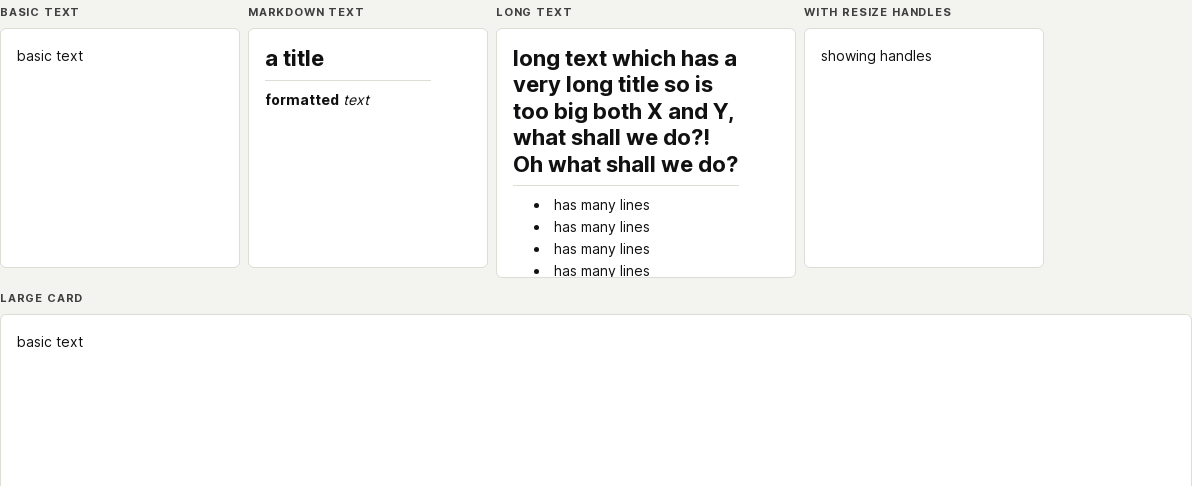 BASIC TEXT
basic text
MARKDOWN TEXT
a title
formatted text
LONG TEXT
long text which has a
very long title so is
too big both X and Y,
what shall we do?!
Oh what shall we do?
has many lines
has many lines
has many lines
has many lines
WITH RESIZE HANDLES
showing handles
LARGE CARD
basic text